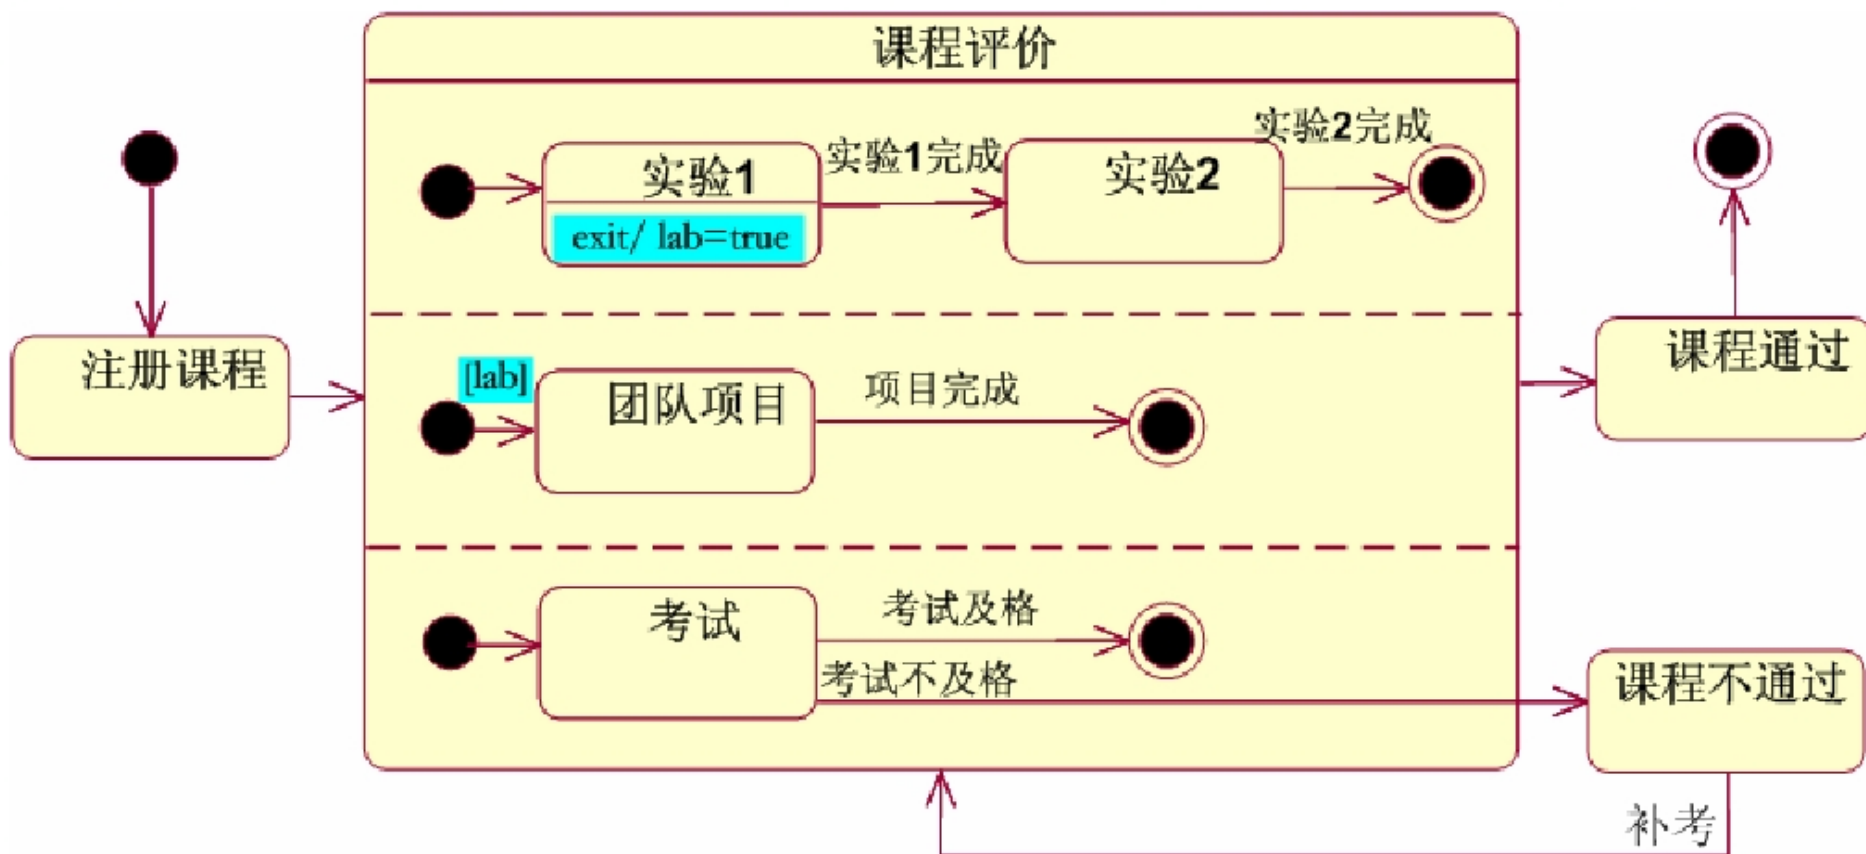 课程评价
实验1
exit/ lab=true
实验1完成
实验2
实验2完成
注册课程
[lab]
团队项目
项目完成
课程通过
考试
考试及格
考试不及格
课程不通过
补考